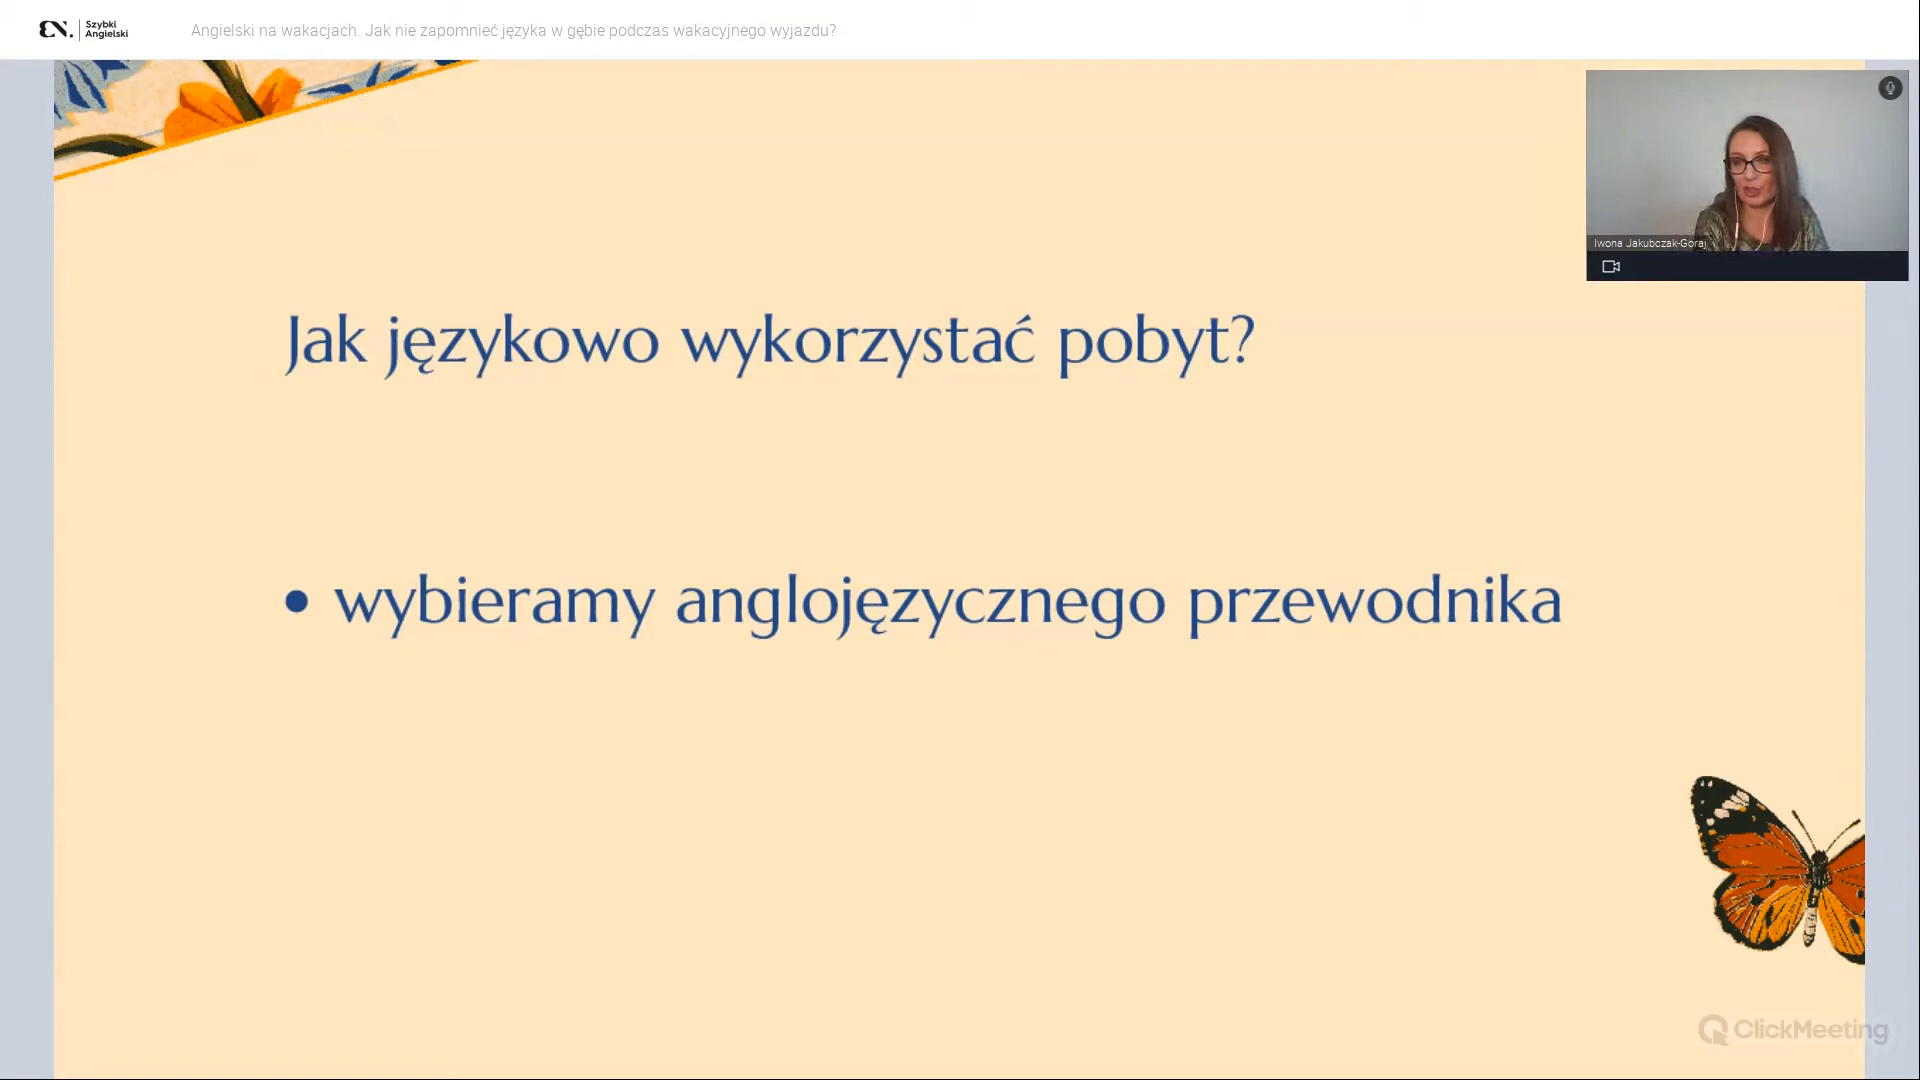 EN. Szybki
Angielski
Angielski na wakacjach. Jak nie zapomnieć języka w gębie podczas wakacyjnego wyjazdu?
Iwona Jakubczak-Goraj
Jak językowo wykorzystać pobyt?
• wybieramy anglojęzycznego przewodnika
ClickMeeting